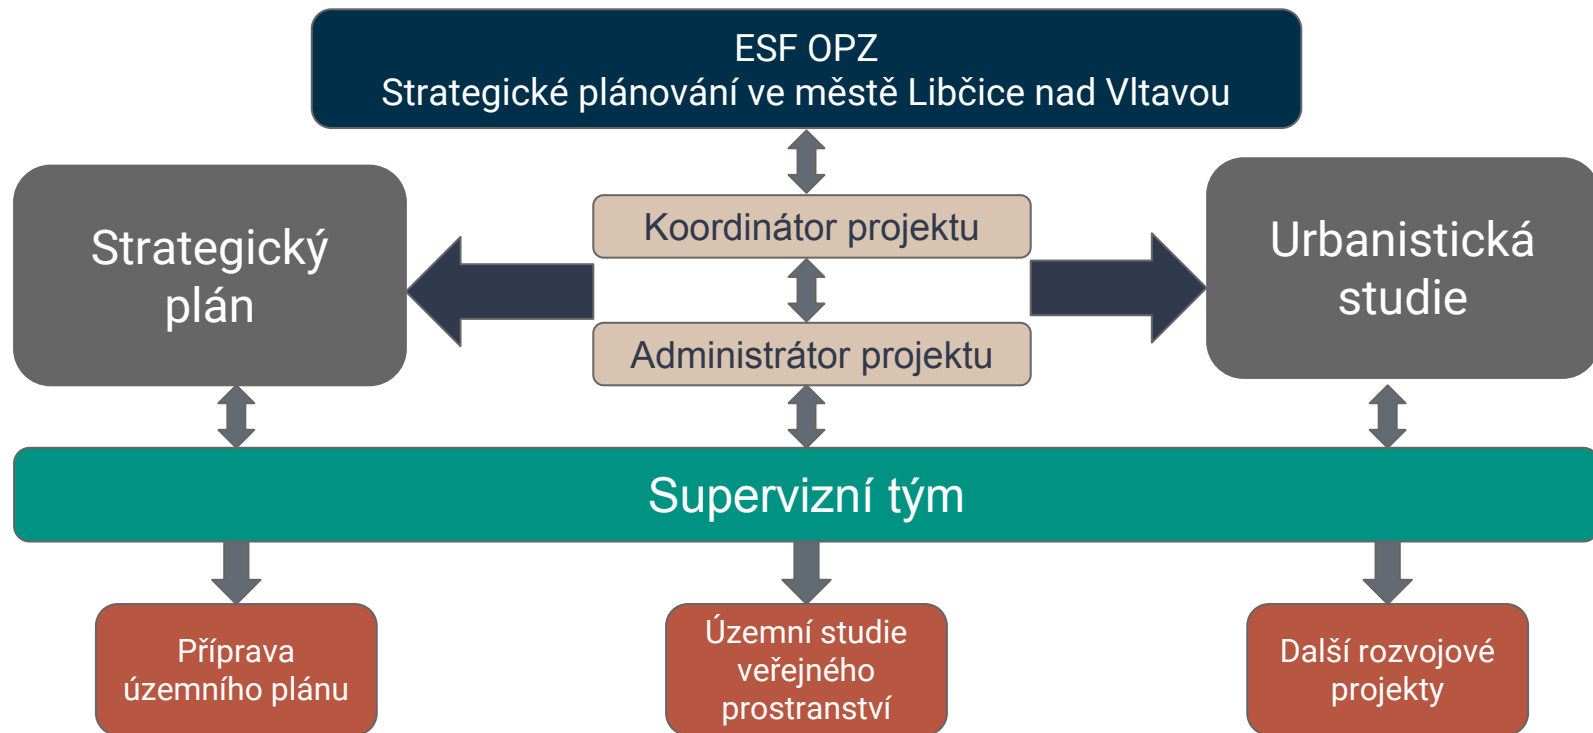 ESF OPZ
Strategické plánování ve městě Libčice nad Vltavou
Strategický
plán
Koordinátor projektu
Administrátor projektu
Urbanistická
studie
Supervizní tým
Příprava
územního plánu
Územní studie
veřejného
prostranství
Další rozvojové
projekty